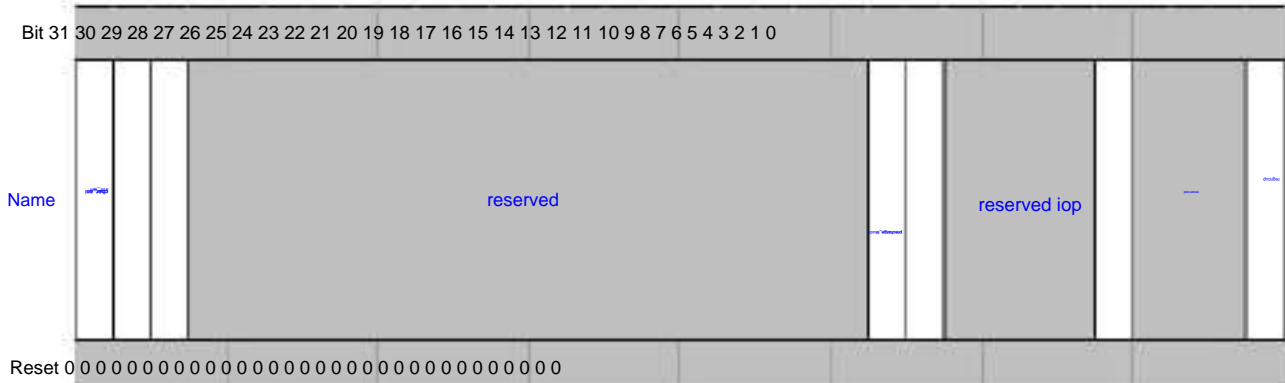 Bit 31 30 29 28 27 26 25 24 23 22 21 20 19 18 17 16 15 14 13 12 11 10 9 8 7 6 5 4 3 2 1 0
Name
reserved
reserved iop
Reset 0 0 0 0 0 0 0 0 0 0 0 0 0 0 0 0 0 0 0 0 0 0 0 0 0 0 0 0 0 0 0 0